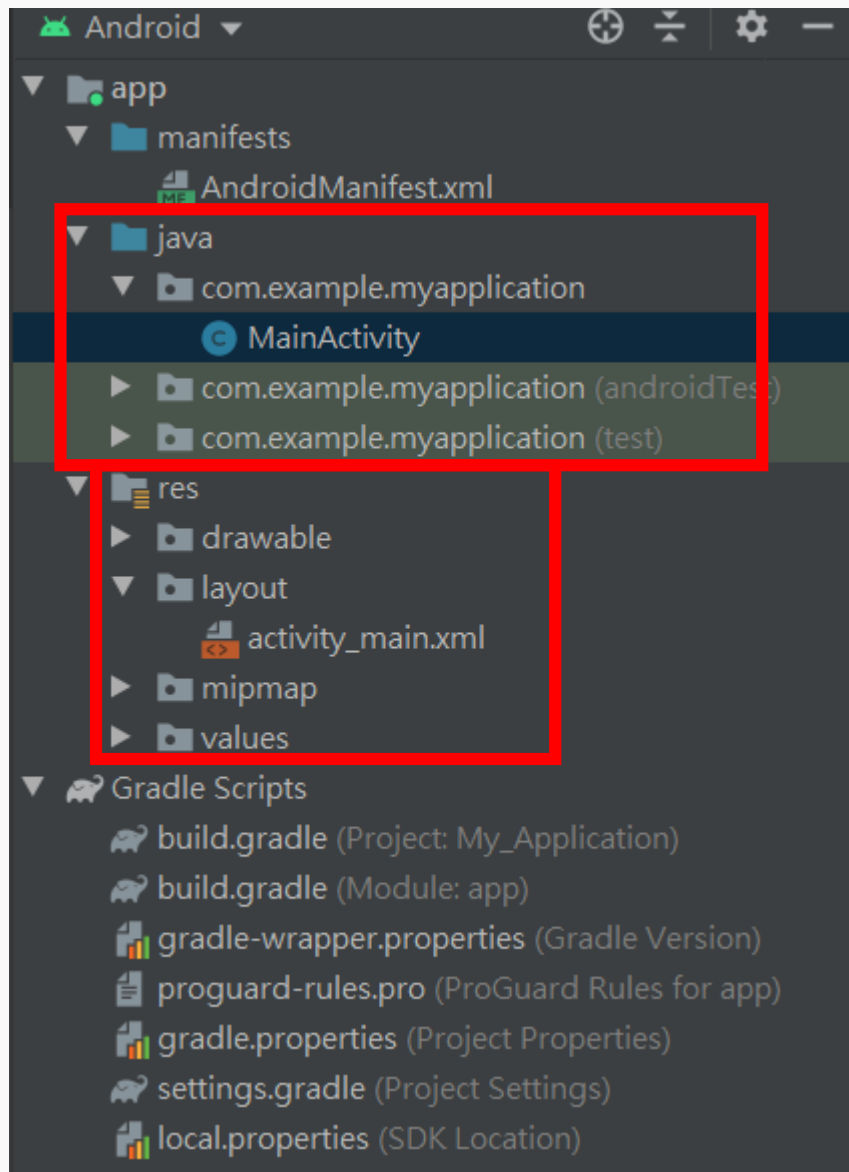 Android
app
manifests
AndroidManifest.xml
java
com.example.myapplication
MainActivity
com.example.myapplication (androidTest)
com.example.myapplication (test)
res
drawable
layout
activity_main.xml
mipmap
values
Gradle Scripts
build.gradle (Project: My_Application)
build.gradle (Module: app)
gradle-wrapper.properties (Gradle Version)
proguard-rules.pro (ProGuard Rules for app)
gradle.properties (Project Properties)
settings.gradle (Project Settings)
local.properties (SDK Location)